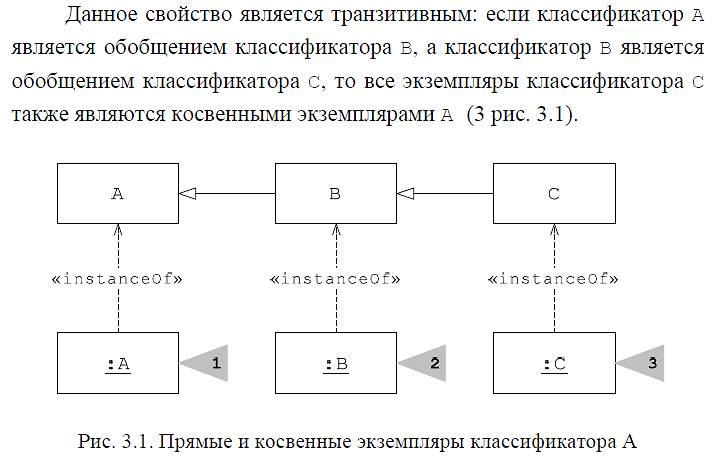 Данное свойство является транзитивным: если классификатор A
является обобщением классификатора B, а классификатор B является
обобщением классификатора C, то все экземпляры классификатора C
также являются косвенными экземплярами A (3 рис. 3.1).
A B C
«instanceOf» «instanceOf» «instanceOf»
:A 1 :B 2 :C 3
Рис. 3.1. Прямые и косвенные экземпляры классификатора А